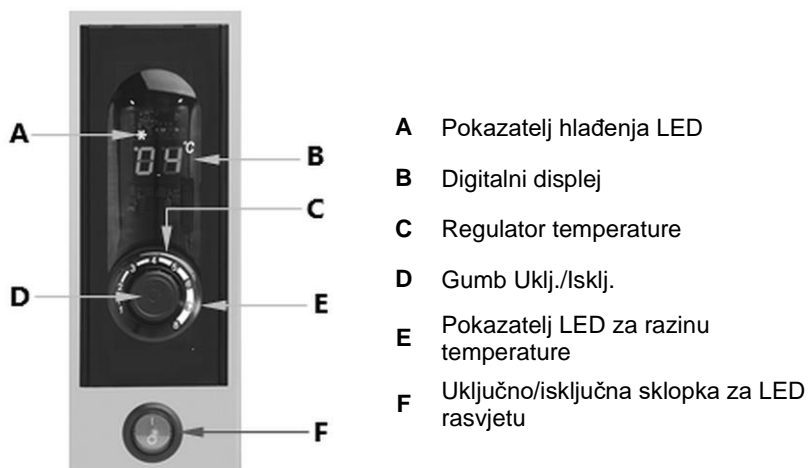 A
B
C
D
E
F
04 °C
A Pokazatelj hlađenja LED
B Digitalni displej
C Regulator temperature
D Gumb Uklj./Isklj.
E Pokazatelj LED za razinu
temperature
F Uključno/isključna sklopka za LED
rasvjetu